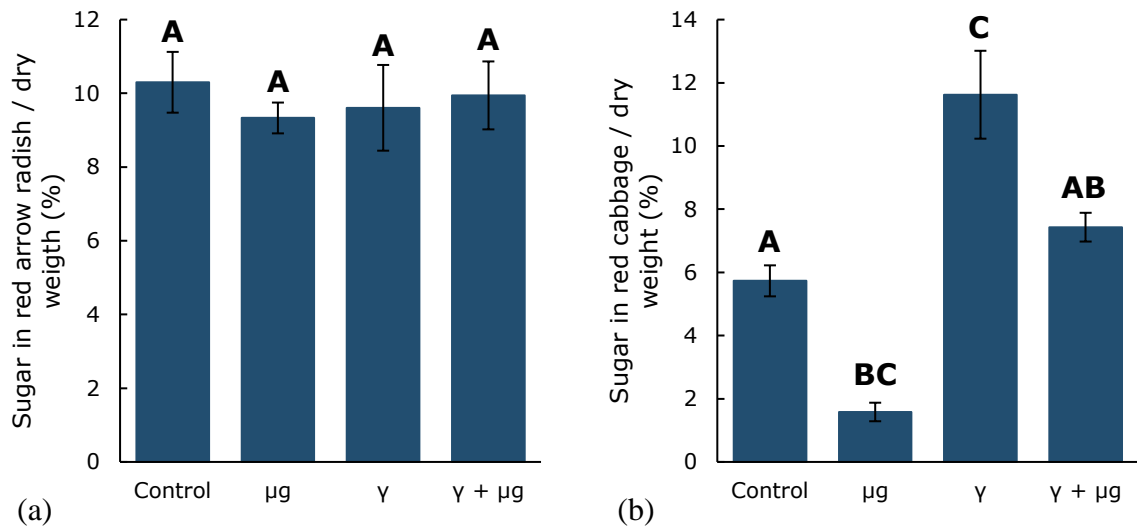 Sugar in red arrow radish / dry
weigth (%)
12
10
8
6
4
2
0
A
A
A
A
Control
μg
γ
γ + μg
(a)
Sugar in red cabbage / dry
weight (%)
14
12
10
8
6
4
2
0
A
BC
C
AB
Control
μg
γ
γ + μg
(b)